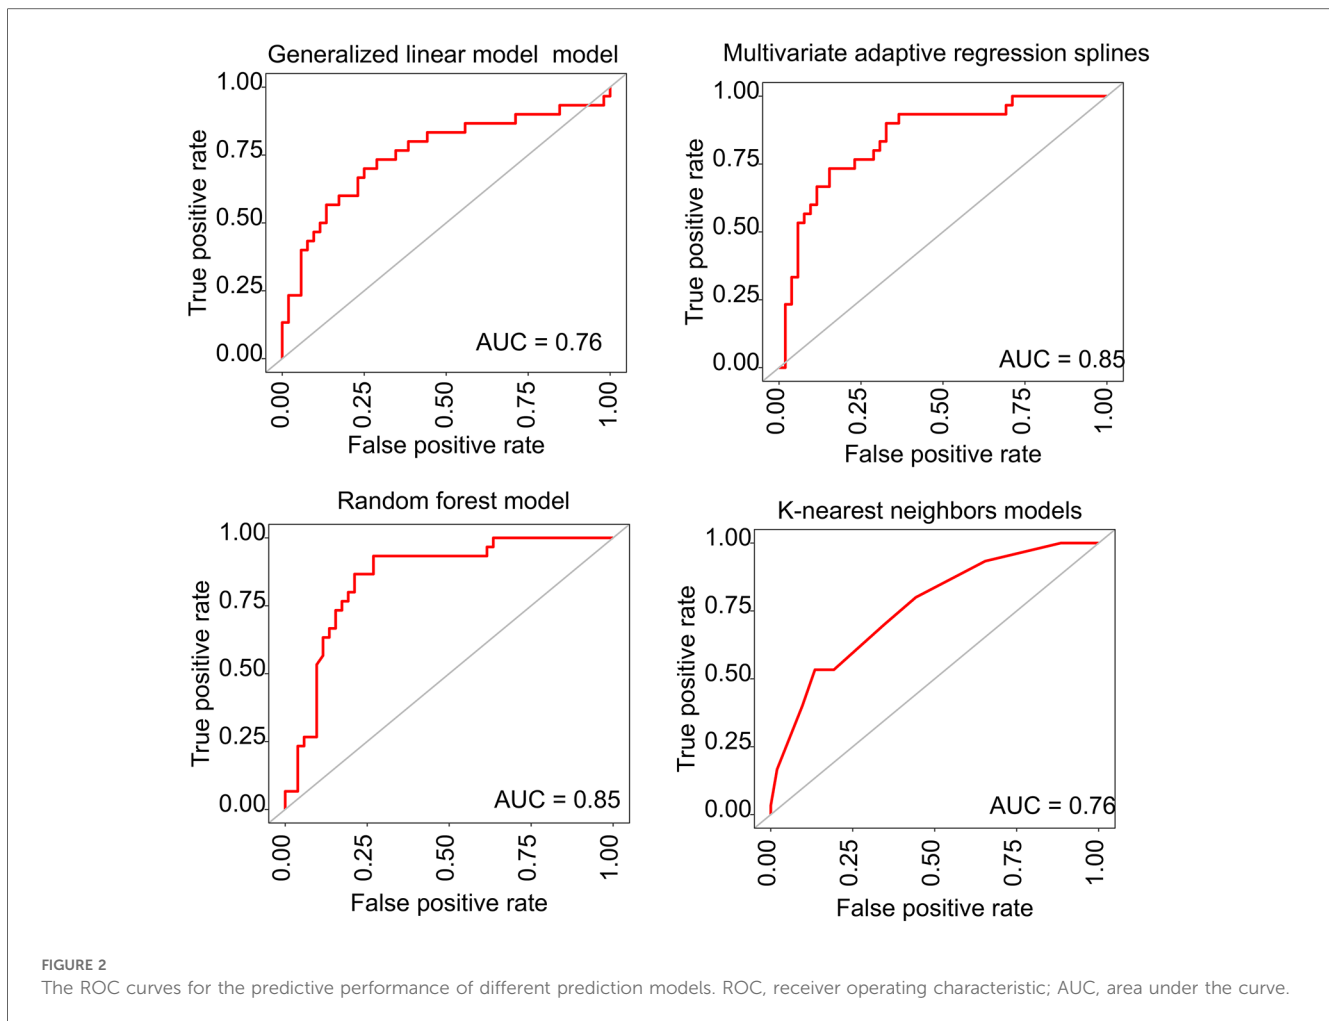 Generalized linear model  model
1.00
0.75
0.50
0.25
0.00
True positive rate
AUC = 0.76
0.00
0.25
0.50
0.75
1.00
False positive rate
Multivariate adaptive regression splines
1.00
0.75
0.50
0.25
0.00
True positive rate
AUC = 0.85
0.00
0.25
0.50
0.75
1.00
False positive rate
Random forest model
1.00
0.75
0.50
0.25
0.00
True positive rate
AUC = 0.85
0.00
0.25
0.50
0.75
1.00
False positive rate
K-nearest neighbors models
1.00
0.75
0.50
0.25
0.00
True positive rate
AUC = 0.76
0.00
0.25
0.50
0.75
1.00
False positive rate
FIGURE 2
The ROC curves for the predictive performance of different prediction models. ROC, receiver operating characteristic; AUC, area under the curve.